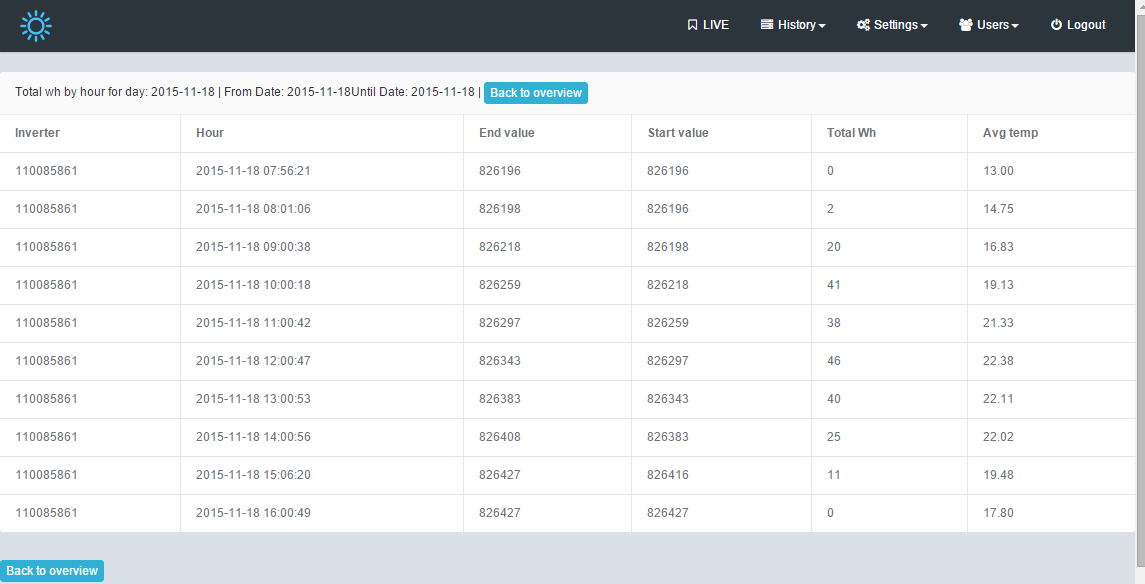 LIVE History Settings Users Logout
Total wh by hour for day: 2015-11-18 | From Date: 2015-11-18Until Date: 2015-11-18 | Back to overview
Inverter Hour End value Start value Total Wh Avg temp
110085861 2015-11-18 07:56:21 826196 826196 0 13.00
110085861 2015-11-18 08:01:06 826198 826196 2 14.75
110085861 2015-11-18 09:00:38 826218 826198 20 16.83
110085861 2015-11-18 10:00:18 826259 826218 41 19.13
110085861 2015-11-18 11:00:42 826297 826259 38 21.33
110085861 2015-11-18 12:00:47 826343 826297 46 22.38
110085861 2015-11-18 13:00:53 826383 826343 40 22.11
110085861 2015-11-18 14:00:56 826408 826383 25 22.02
110085861 2015-11-18 15:06:20 826427 826416 11 19.48
110085861 2015-11-18 16:00:49 826427 826427 0 17.80
Back to overview